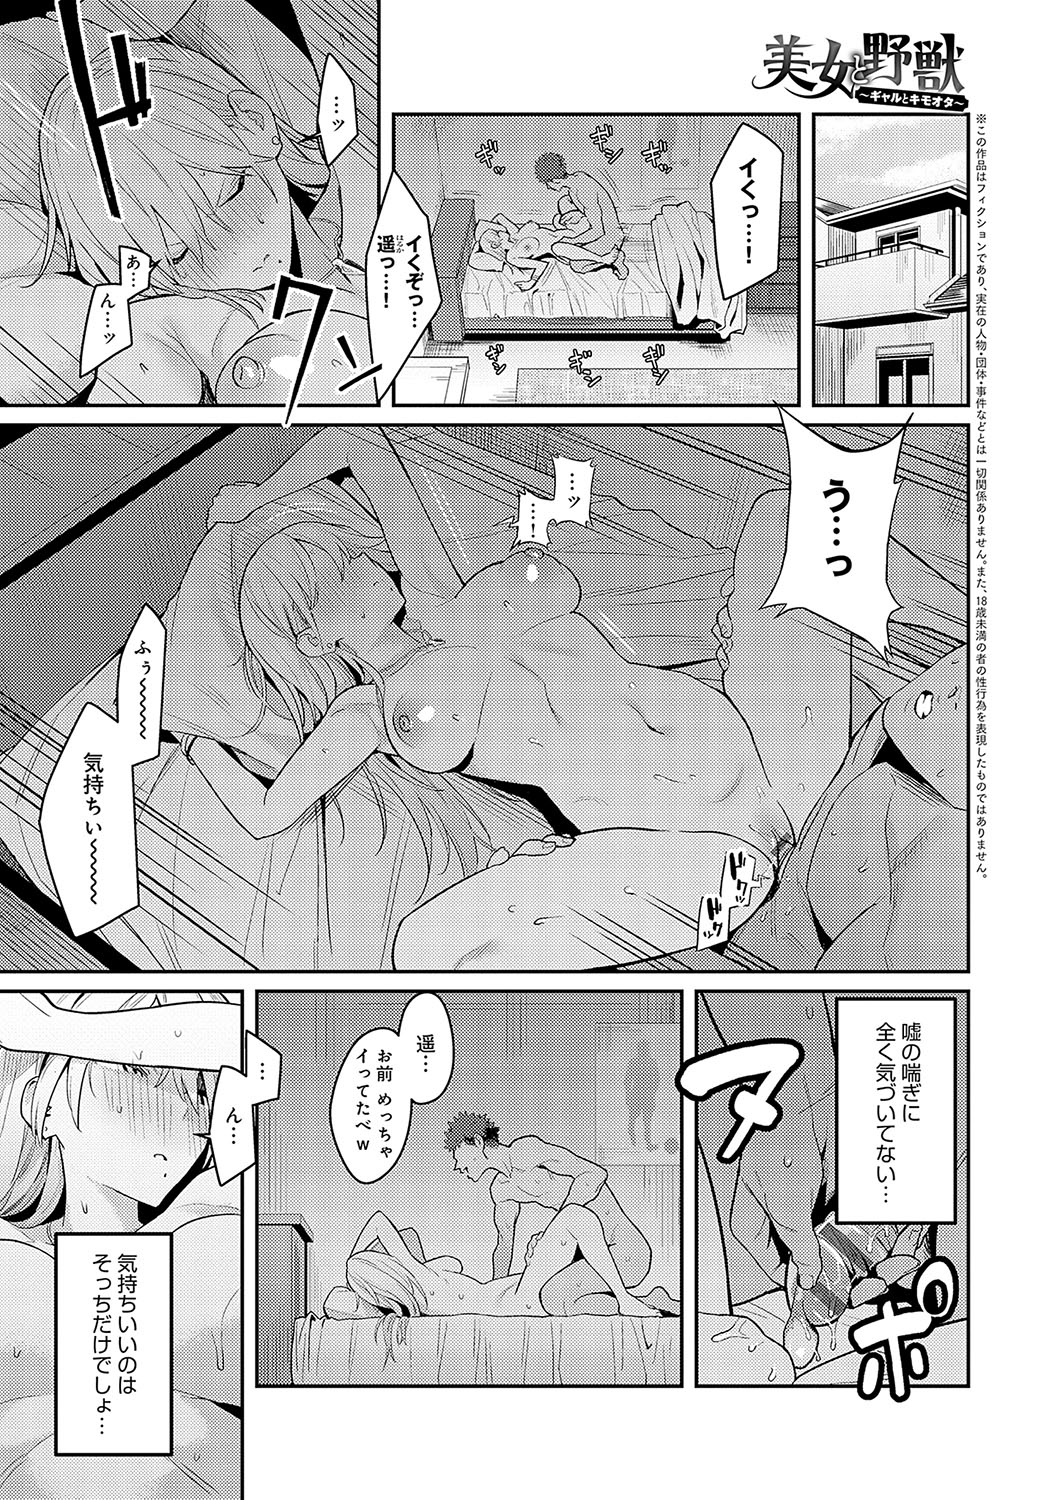 美女と野獣
～ギャルとキモオタ～
※この作品はフィクションであり、実在の人物・団体・事件などとは一切関係ありません。また、18歳未満の者の性行為を表現したものではありません。
イくっ…！
ギシ
ギシ
ギシ
ギシ
ギシ
ギシ
イくぞっ…
遥っ…！
はるか
ビクン
…ッ
あ…
ん…ッ
う…っ
…ッ
…！
ドクッ
ドクッ
ふぅ～～～～
気持ちい～～～～
嘘の喘ぎに
全く気づいてない…
ヌポ
遥…
お前 めっちゃ
イってたべw
…
ん…
気持ちいいのは
そっちだけでしょ…